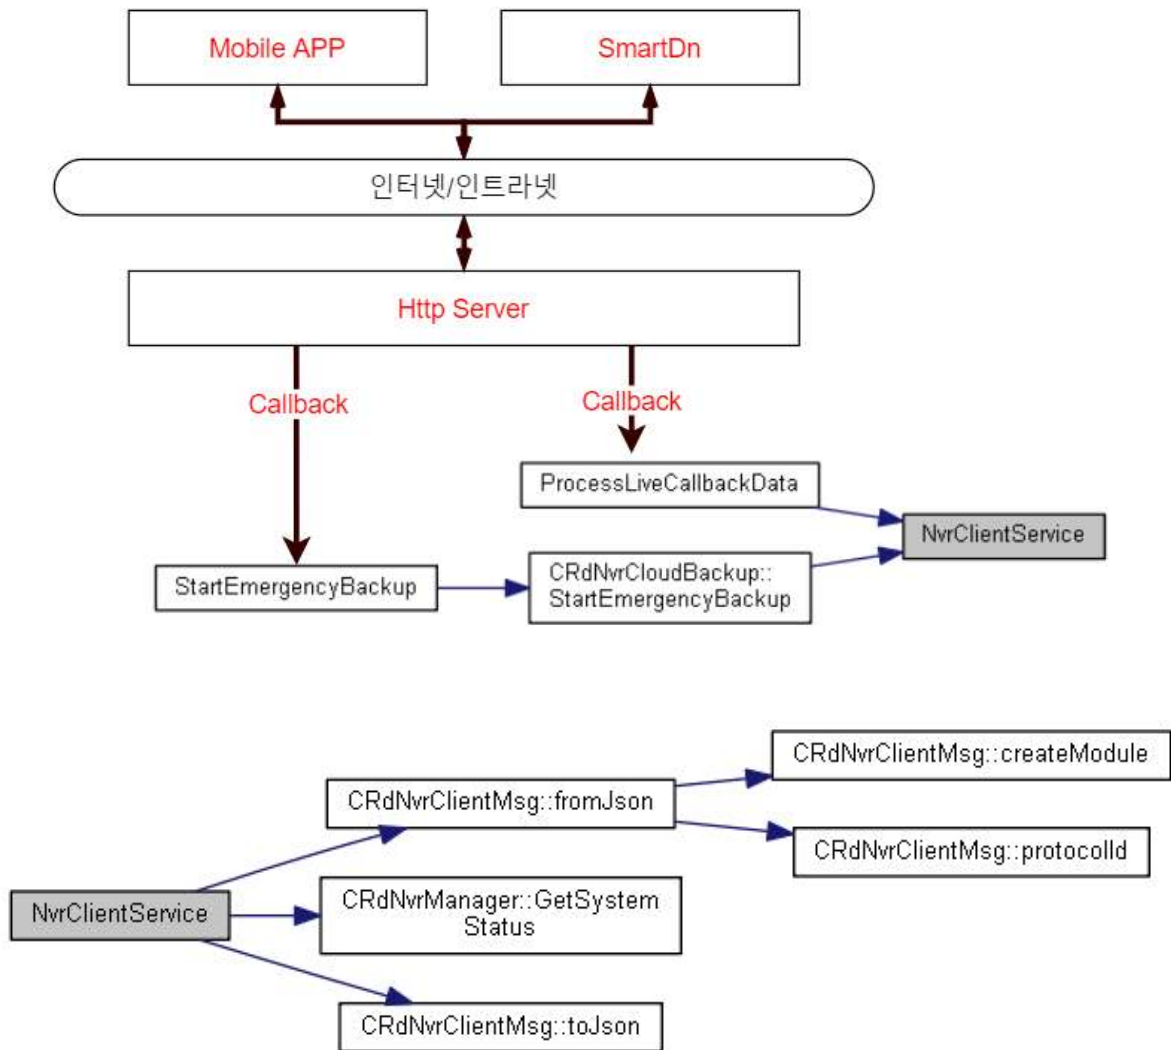 Mobile APP
SmartDn
인터넷/인트라넷
Http Server
Callback
Callback
ProcessLiveCallbackData
NvrClientService
StartEmergencyBackup
CRdNvrCloudBackup::
StartEmergencyBackup
CRdNvrClientMsg::createModule
CRdNvrClientMsg::fromJson
CRdNvrClientMsg::protocolId
NvrClientService
CRdNvrManager::GetSystem
Status
CRdNvrClientMsg::toJson